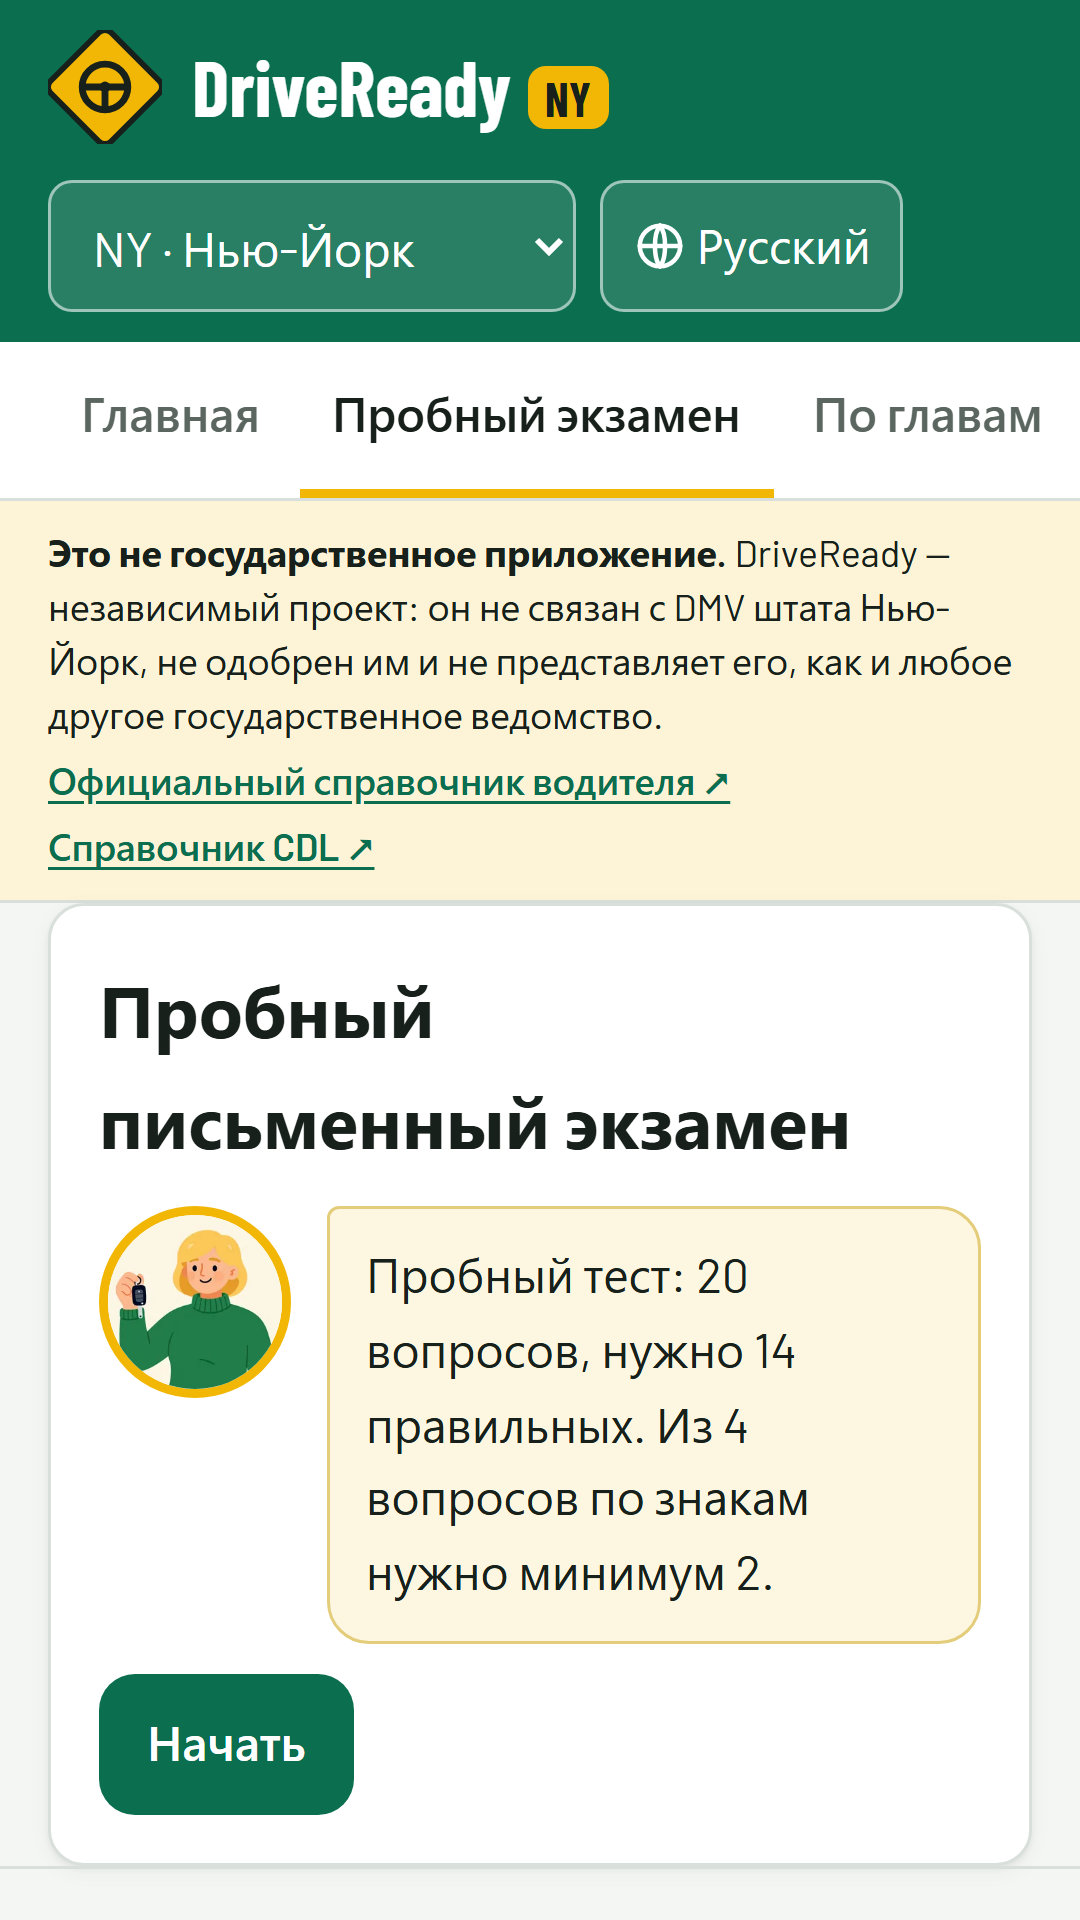 DriveReady NY
NY · Нью-Йорк
Русский
Главная
Пробный экзамен
По главам
Это не государственное приложение. DriveReady —
независимый проект: он не связан с DMV штата Нью-
Йорк, не одобрен им и не представляет его, как и любое
другое государственное ведомство.
Официальный справочник водителя ↗
Справочник CDL ↗
Пробный
письменный экзамен
Пробный тест: 20
вопросов, нужно 14
правильных. Из 4
вопросов по знакам
нужно минимум 2.
Начать